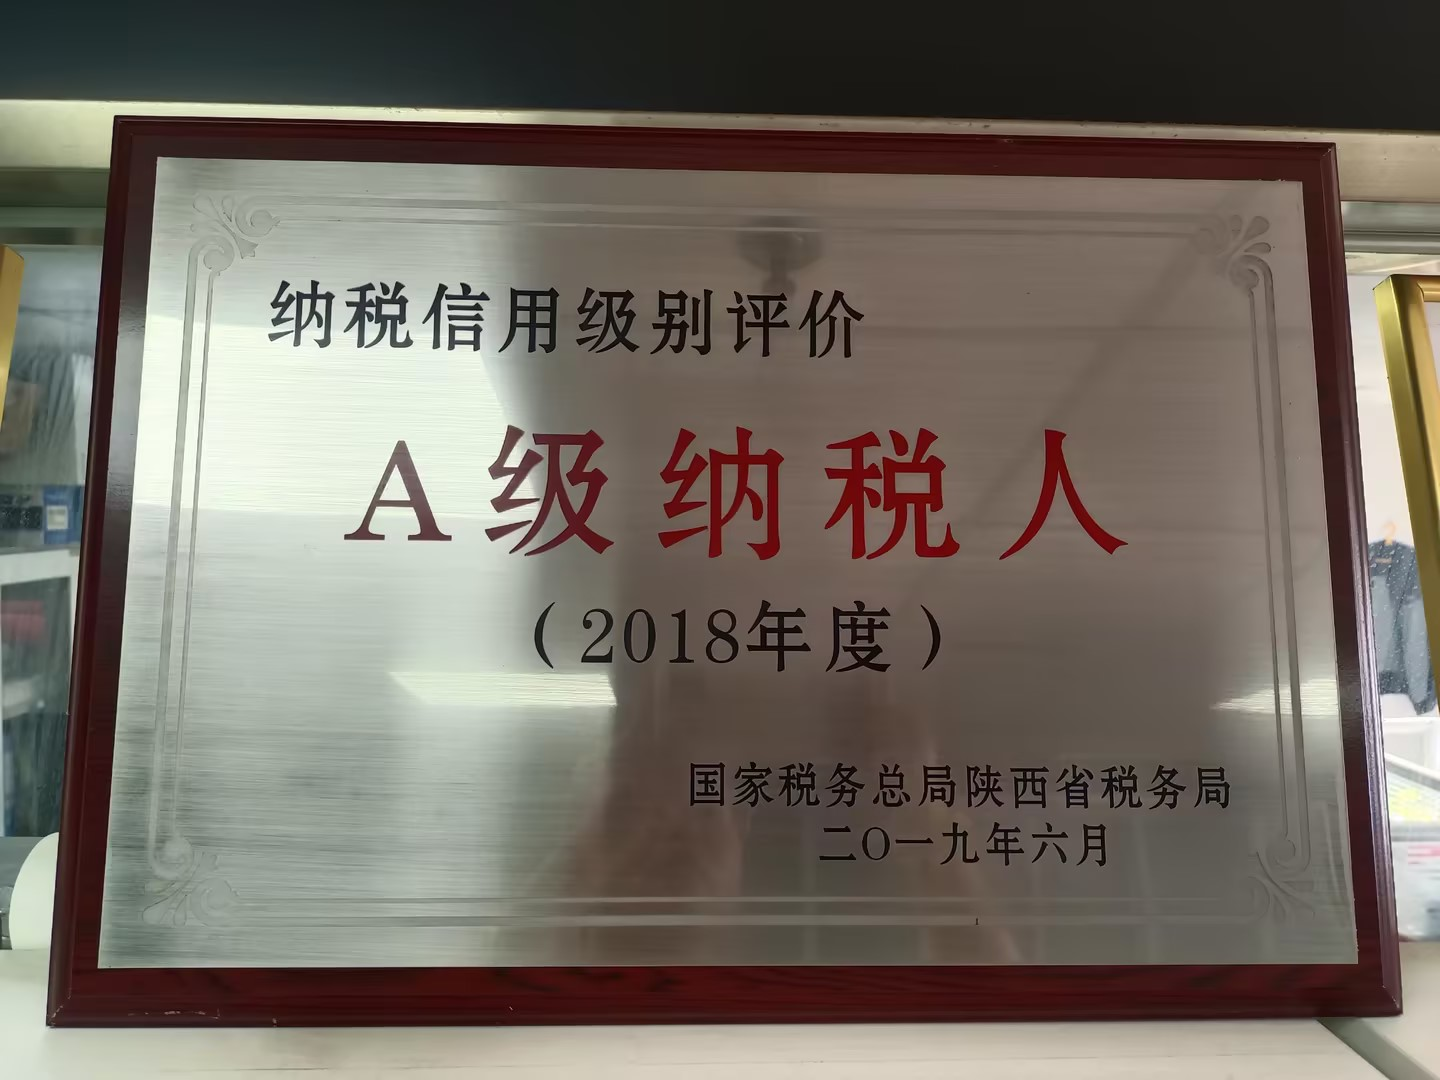 纳税信用级别评价
A级纳税人
（2018年度）
国家税务总局陕西省税务局
二〇一九年六月